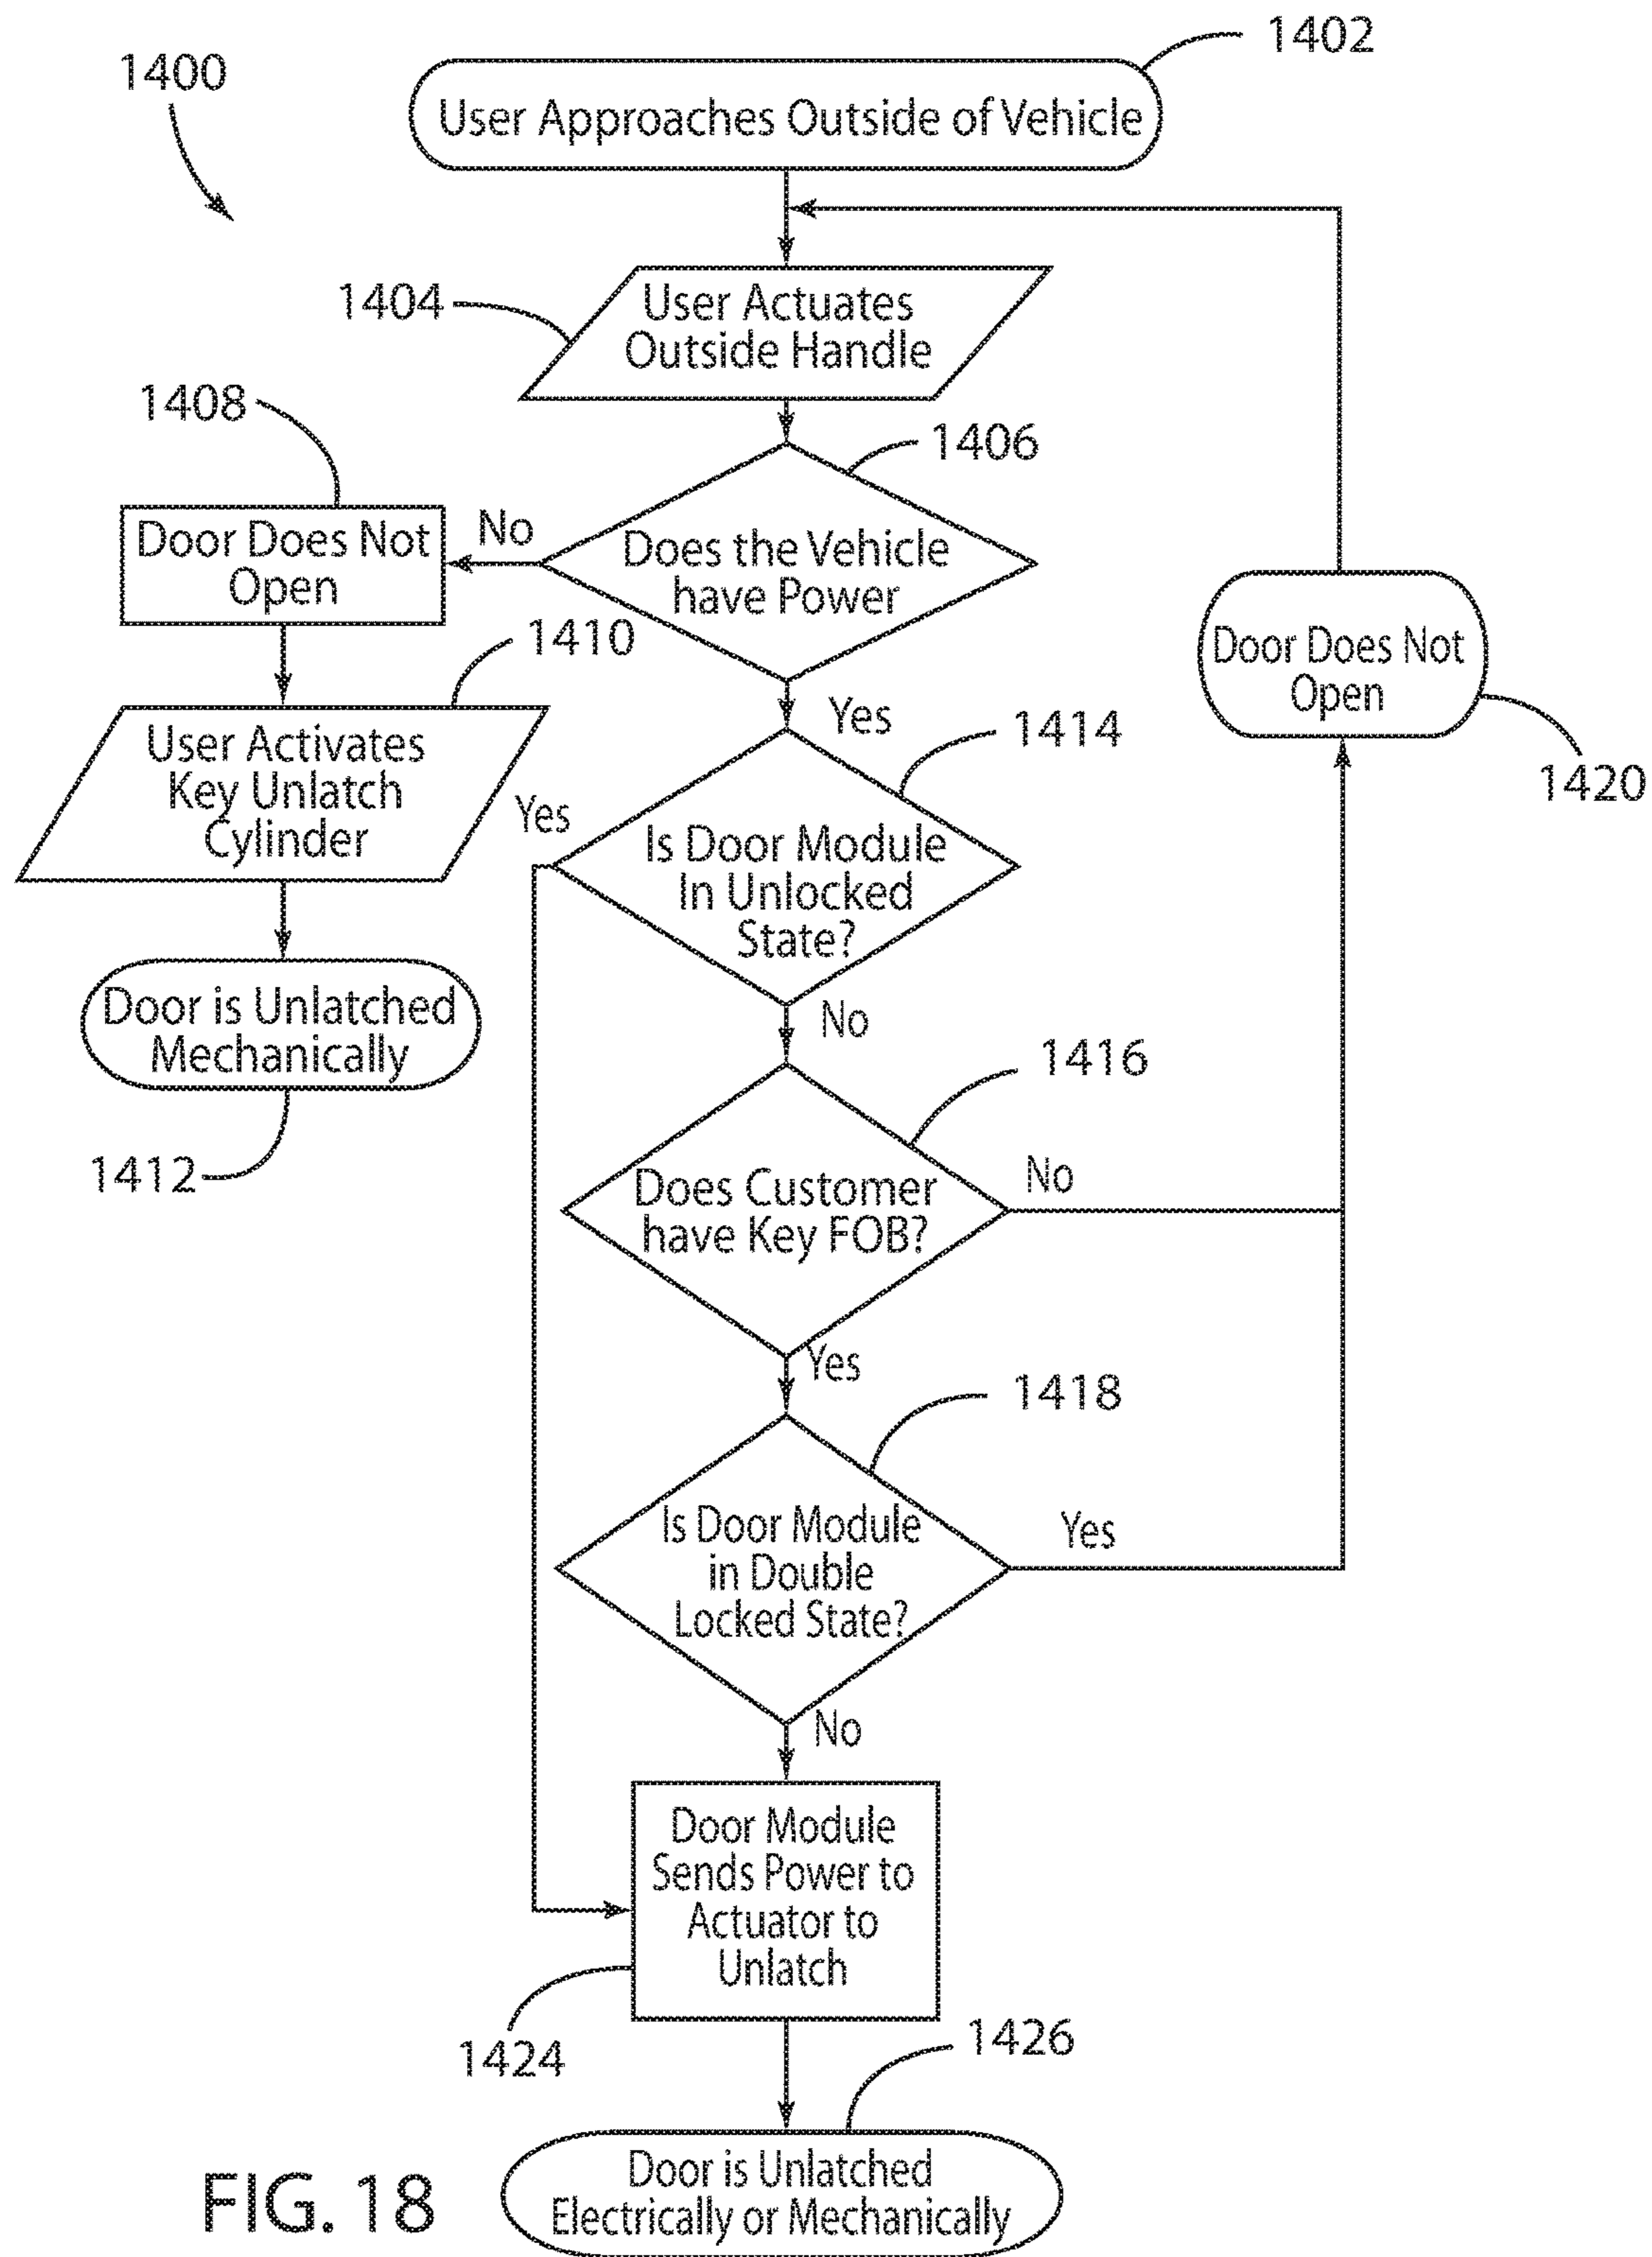 1402
1400
User Approaches Outside of Vehicle
1404
User Actuates
Outside Handle
1408
1406
Door Does Not
Open
No
Does the Vehicle
have Power
1410
Yes
Door Does Not
Open
1420
1414
User Activates
Key Unlatch
Cylinder
Yes
Is Door Module
In Unlocked
State?
No
Door is Unlatched
Mechanically
1412
1416
Does Customer
have Key FOB?
No
Yes
1418
Is Door Module
in Double
Locked State?
Yes
No
Door Module
Sends Power to
Actuator to
Unlatch
1424
1426
Door is Unlatched
Electrically or Mechanically
FIG. 18